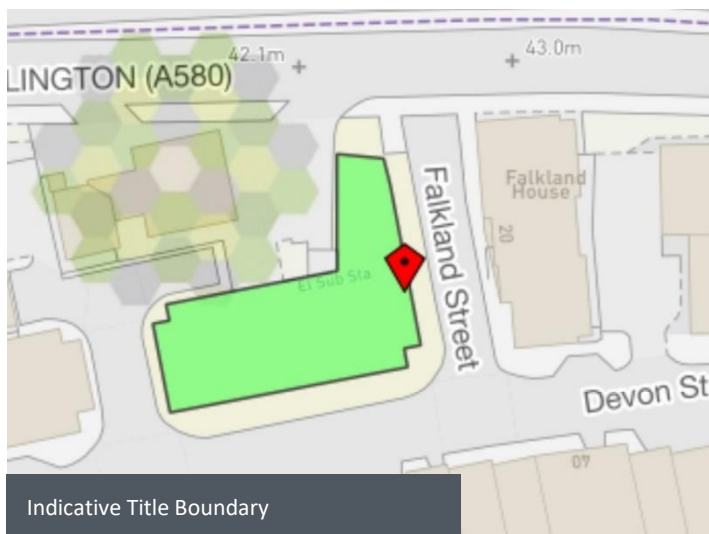 42.1m
43.0m
LINGTON (A580)
Falkland
House
20
Falkland Street
El Sub Sta
Devon St
07
Indicative Title Boundary